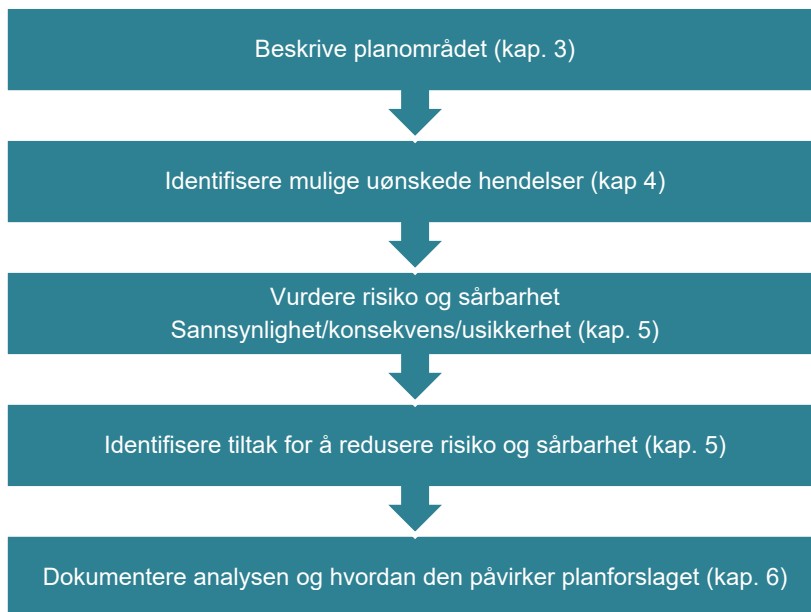 Beskrive planområdet (kap. 3)
Identifisere mulige uønskede hendelser (kap 4)
Vurdere risiko og sårbarhet
Sannsynlighet/konsekvens/usikkerhet (kap. 5)
Identifisere tiltak for å redusere risiko og sårbarhet (kap. 5)
Dokumentere analysen og hvordan den påvirker planforslaget (kap. 6)